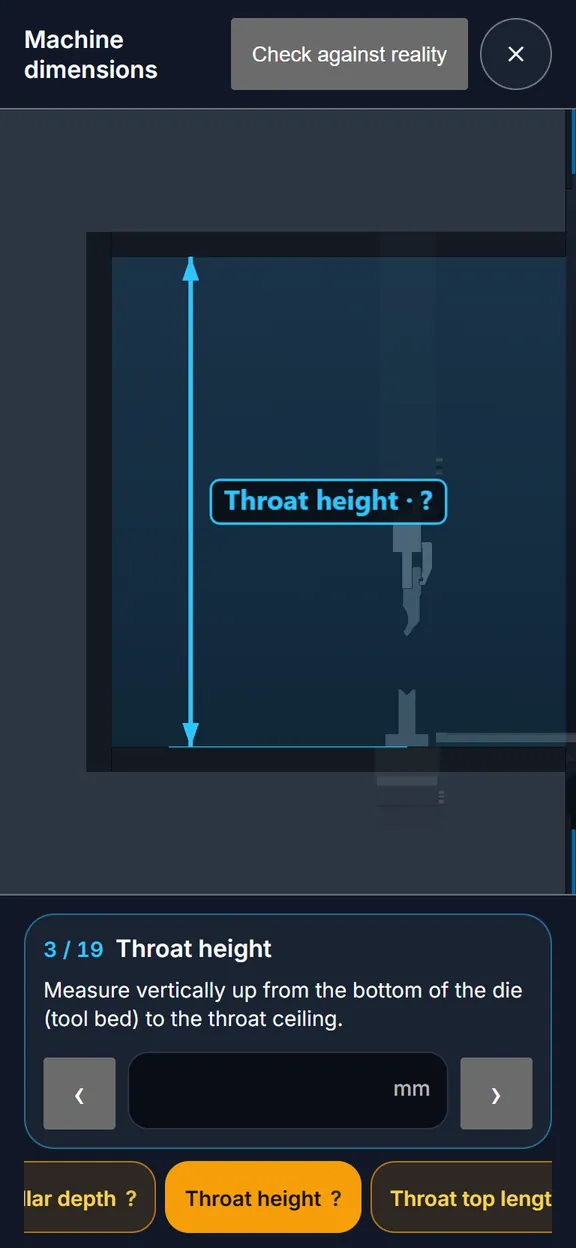 Machine
dimensions
Check against reality
Throat height · ?
3 / 19 Throat height
Measure vertically up from the bottom of the die
(tool bed) to the throat ceiling.
mm
llar depth ?
Throat height ?
Throat top lengt